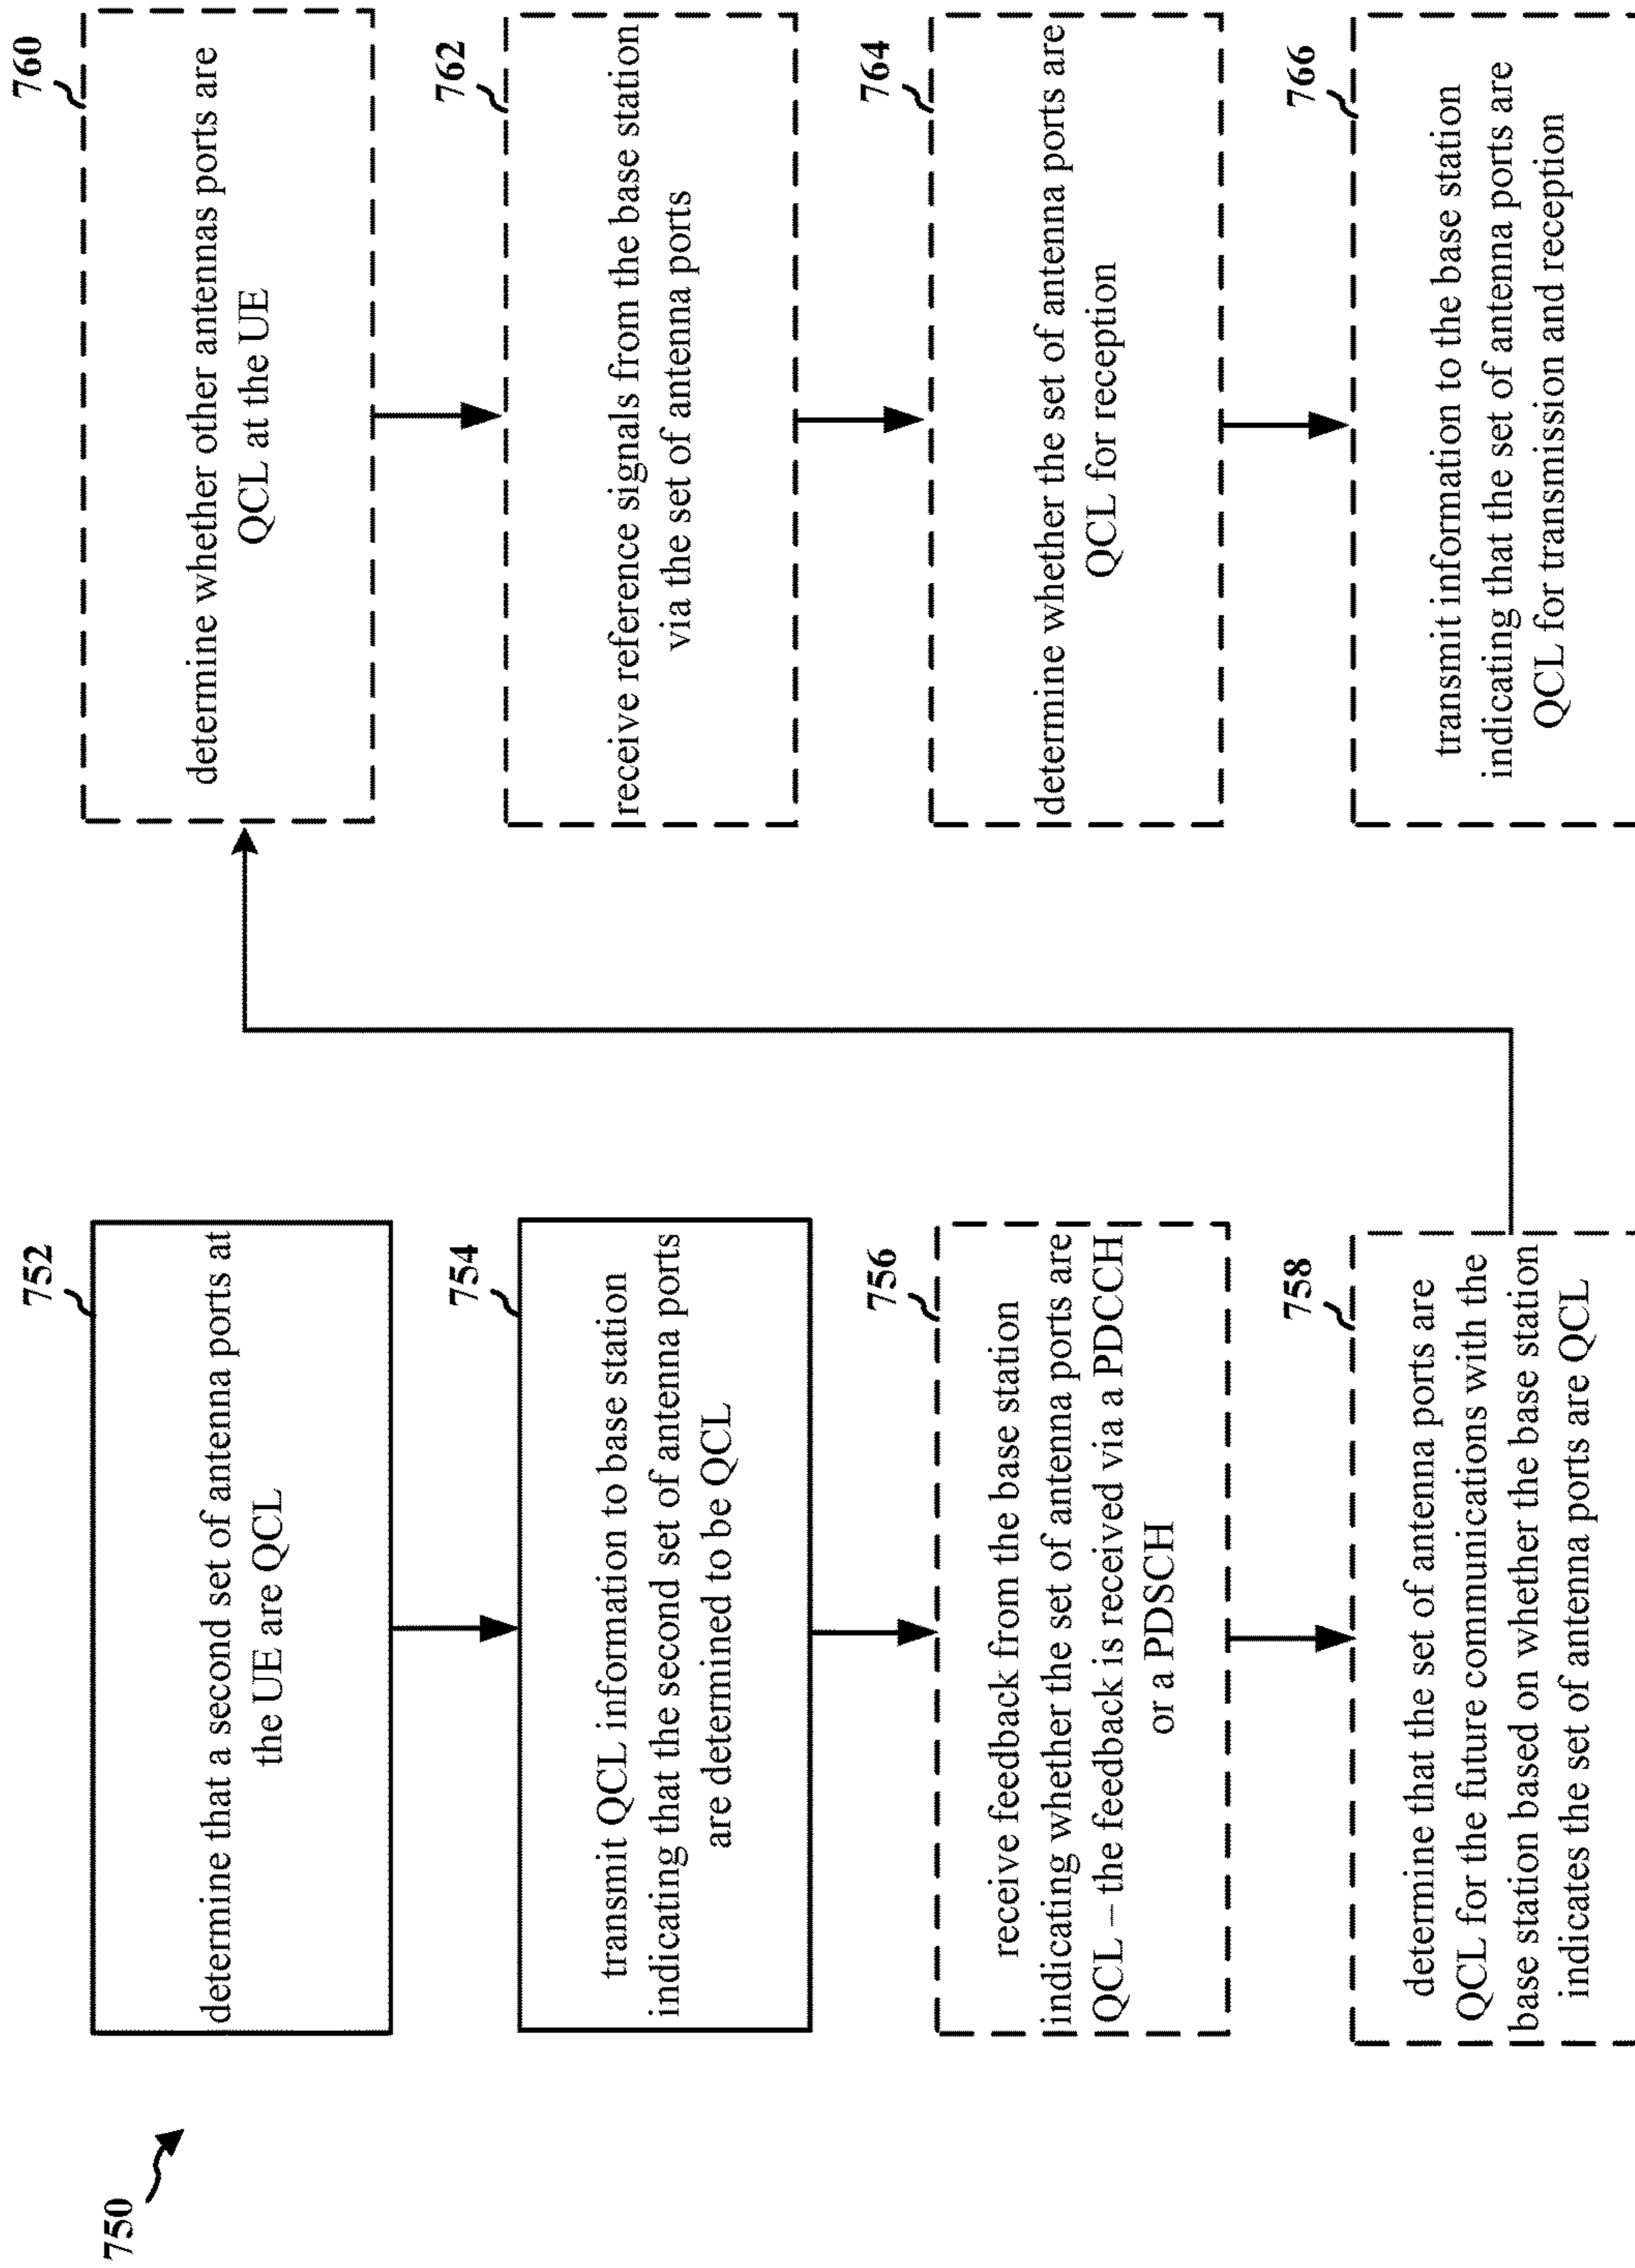 750
752
determine that a second set of antenna ports at
the UE are QCL
754
transmit QCL information to base station
indicating that the second set of antenna ports
are determined to be QCL
756
receive feedback from the base station
indicating whether the set of antenna ports are
QCL – the feedback is received via a PDCCH
or a PDSCH
758
determine that the set of antenna ports are
QCL for the future communications with the
base station based on whether the base station
indicates the set of antenna ports are QCL
760
determine whether other antennas ports are
QCL at the UE
762
receive reference signals from the base station
via the set of antenna ports
764
determine whether the set of antenna ports are
QCL for reception
766
transmit information to the base station
indicating that the set of antenna ports are
QCL for transmission and reception